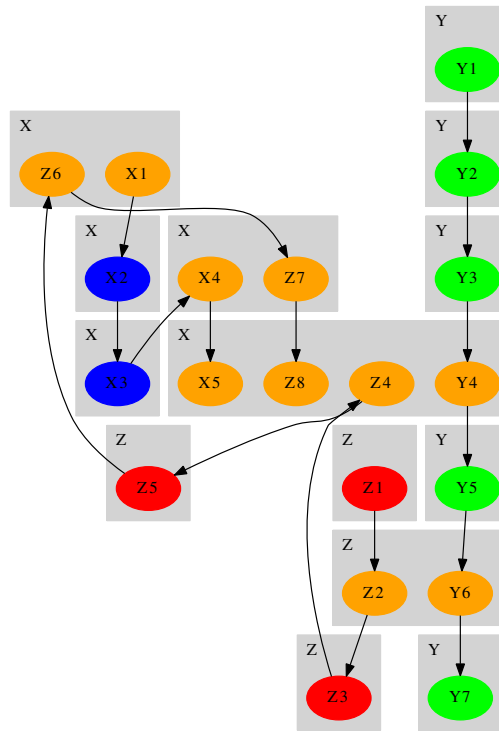 Y
Y1
X
Y
Z6 X1 Y2
X X Y
X2 X4 Z7 Y3
X X
X3 X5 Z8 Z4 Y4
Z Z Y
Z5 Z1 Y5
Z
Z2 Y6
Z Y
Z3 Y7